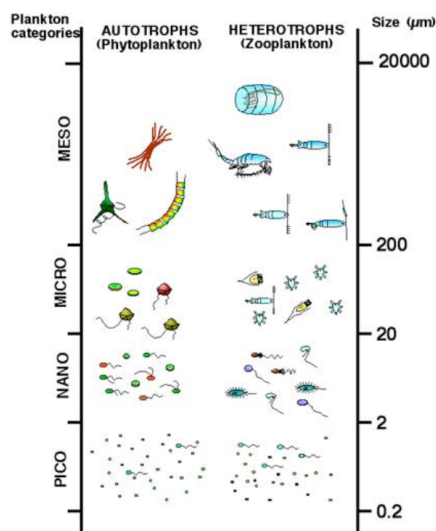 Plankton
categories
AUTOTROPHS
(Phytoplankton)
HETEROTROPHS
(Zooplankton)
Size (µm)
20000
MESO
200
MICRO
20
NANO
2
PICO
0.2